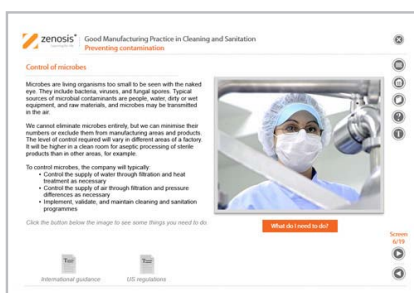 zenosis®
Good Manufacturing Practice in Cleaning and Sanitation
Preventing contamination
Control of microbes
Microbes are living organisms too small to be seen with the naked
eye. They include bacteria, viruses, and fungal spores. Typical
sources of microbial contaminants are people, water, dirty or wet
equipment, and raw materials, and microbes may be transmitted
in the air.
We cannot eliminate microbes entirely, but we can minimise their
numbers or exclude them from manufacturing areas and products.
The level of control required will vary in different areas of a factory.
It will be higher in a clean room for aseptic processing of sterile
products than in other areas, for example.
To control microbes, the company will typically:
• Control the supply of water through filtration and heat
treatment as necessary
• Control the supply of air through filtration and pressure
differences as necessary
• Implement, validate, and maintain cleaning and sanitation
programmes
Click the button below the image to see some things you need to do
What do I need to do?
Screen
6/19
International guidance
US regulations